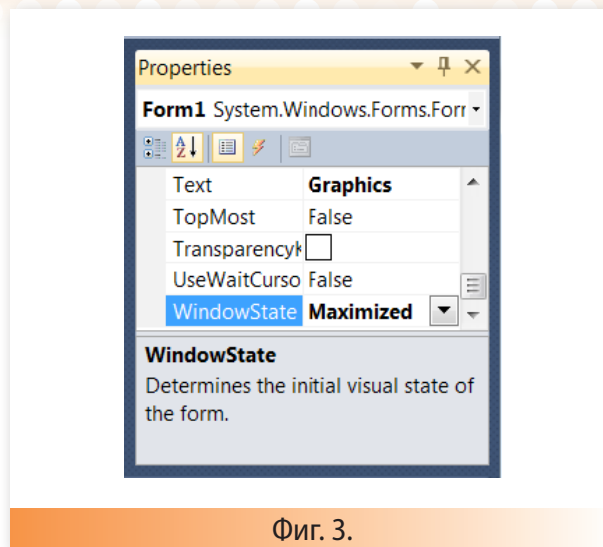 Properties
Form1 System.Windows.Forms.Forr
Text Graphics
TopMost False
TransparencyK
UseWaitCurso False
WindowState Maximized
WindowState
Determines the initial visual state of
the form.
Фиг. 3.